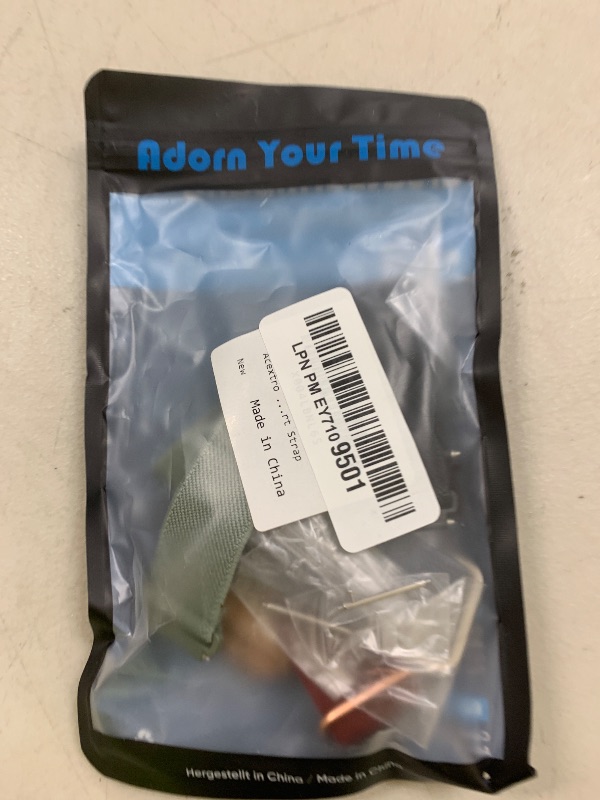 Adorn Your Time
LPN PM EY7109501
Acextro ...rt Strap
New
Made in China
Hergestellt in China / Made in China